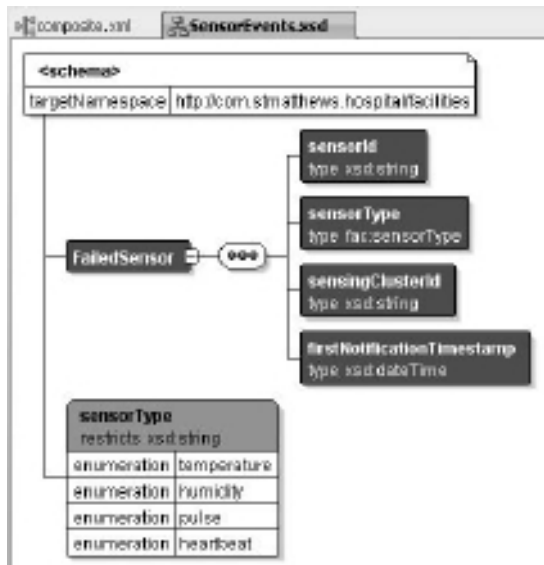 composite.xml
SensorEvents.xsd
<schema>
targetNamespace http://com.stmatthews.hospital/facilities
sensorId
type xsd:string
sensorType
type fac:sensorType
FailedSensor
sensingClusterId
type xsd:string
firstNotificationTimestamp
type xsd:dateTime
sensorType
restricts xsd:string
enumeration temperature
enumeration humidity
enumeration pulse
enumeration heartbeat